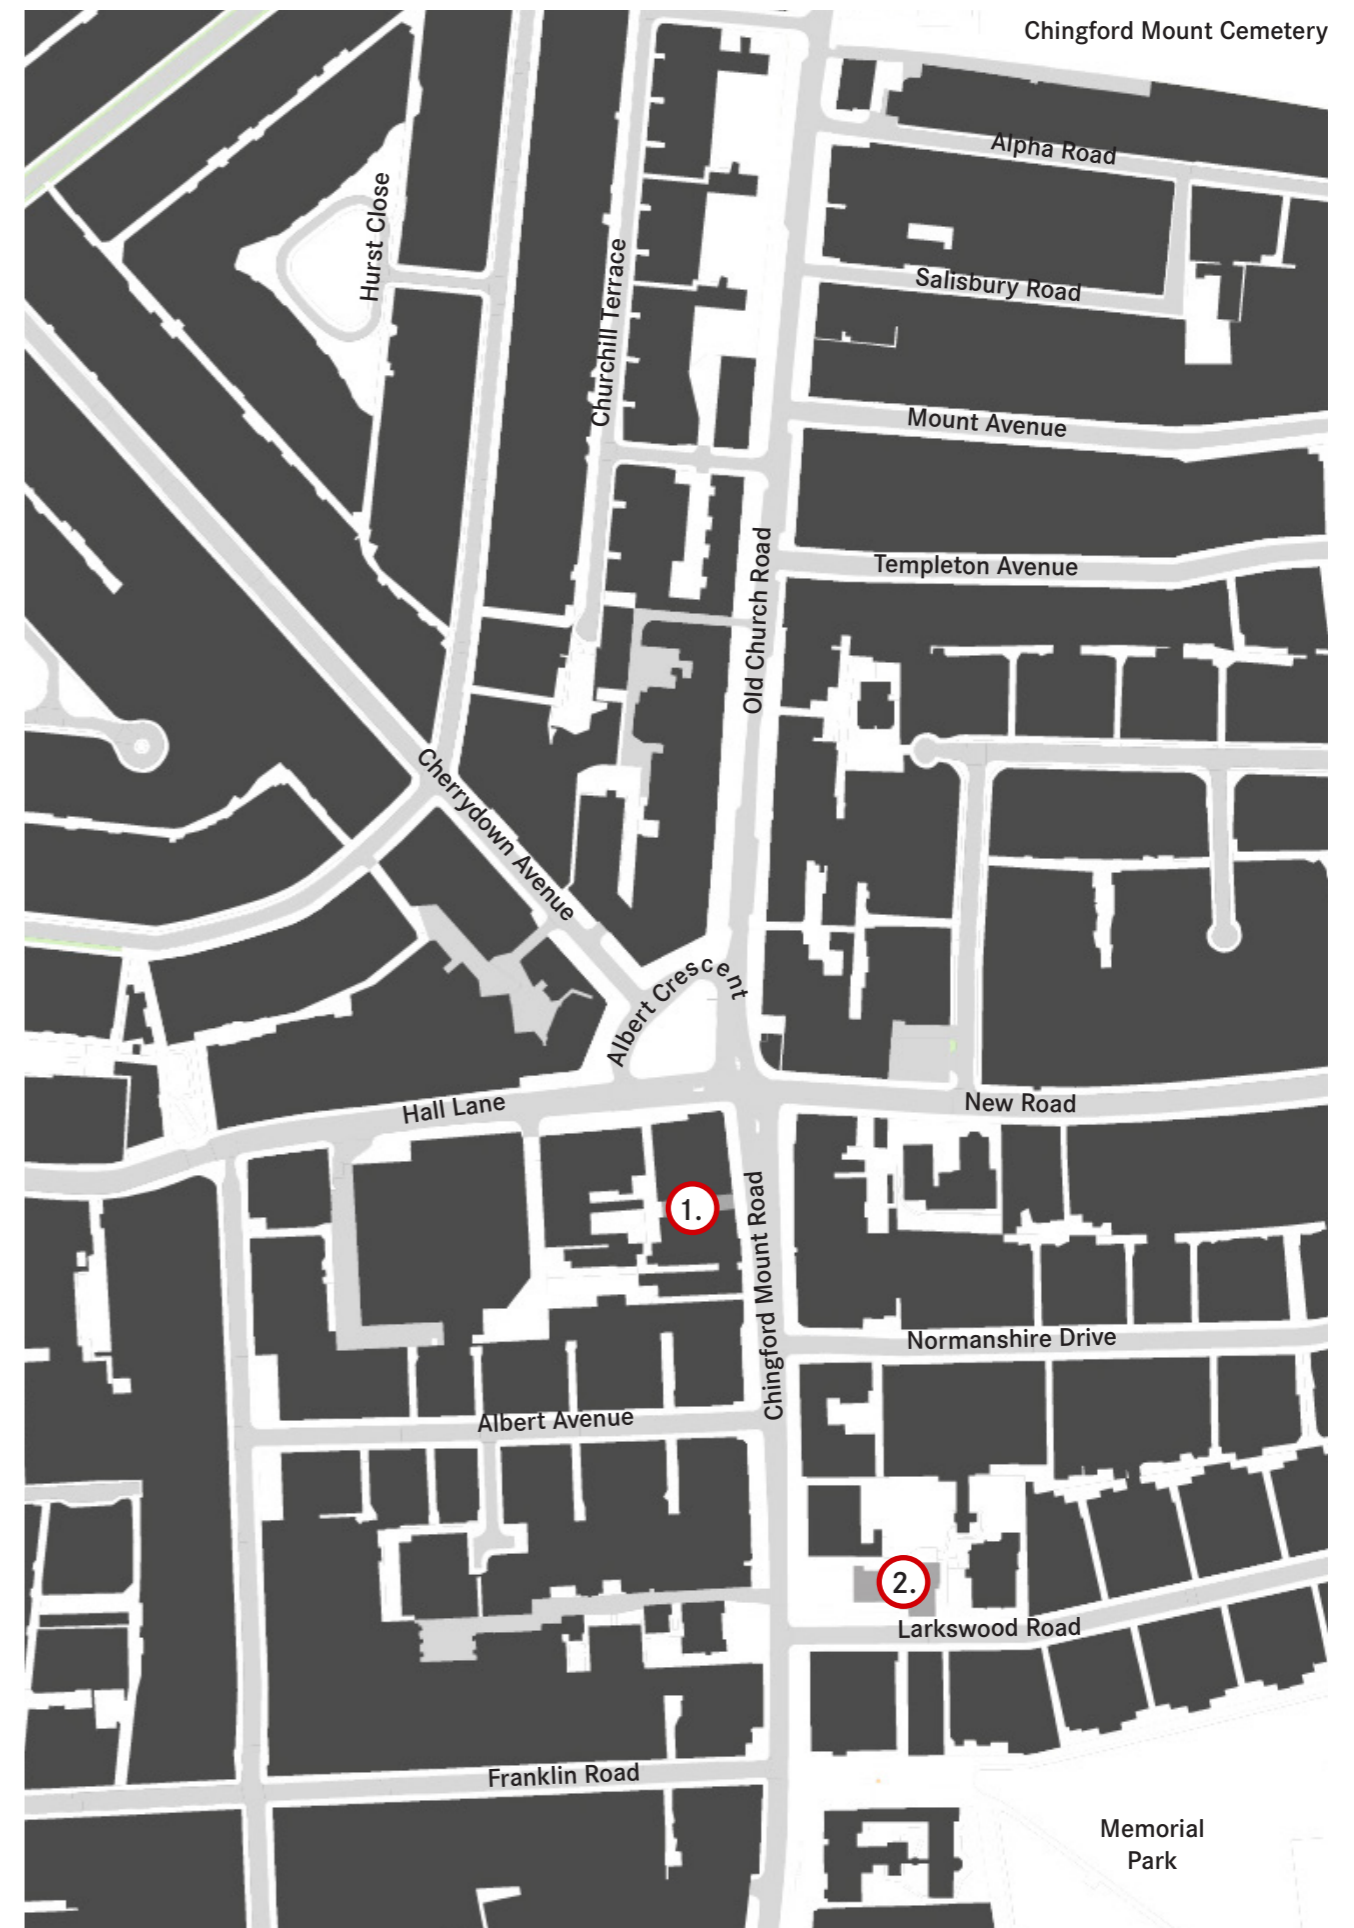 Chingford Mount Cemetery
Alpha Road
Hurst Close
Churchill Terrace
Salisbury Road
Mount Avenue
Templeton Avenue
Old Church Road
Cherrydown Avenue
Albert Crescent
Hall Lane
New Road
1.
Chingford Mount Road
Normanshire Drive
Albert Avenue
2.
Larkswood Road
Franklin Road
Memorial
Park